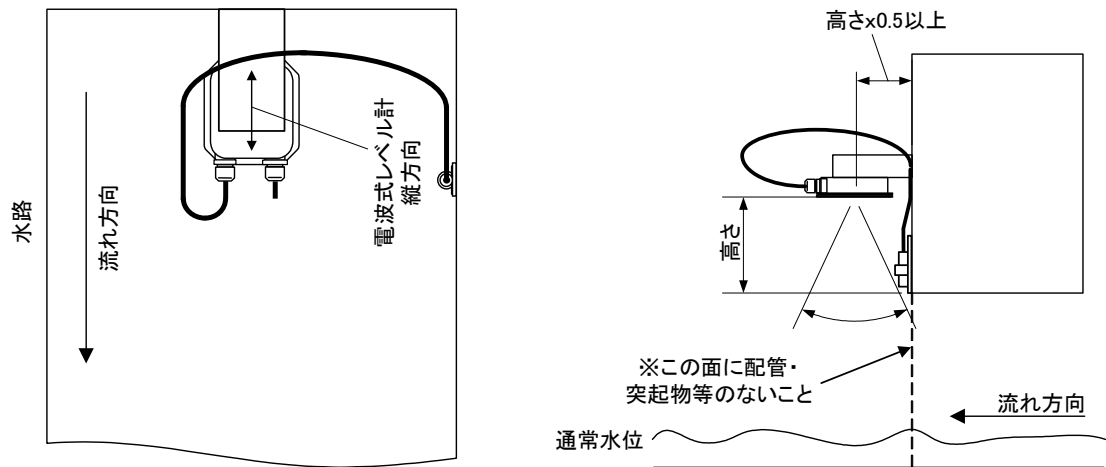 水路
流れ方向
電波式レベル計
縦方向
高さx0.5以上
高さ
※この面に配管・
突起物等のないこと
流れ方向
通常水位